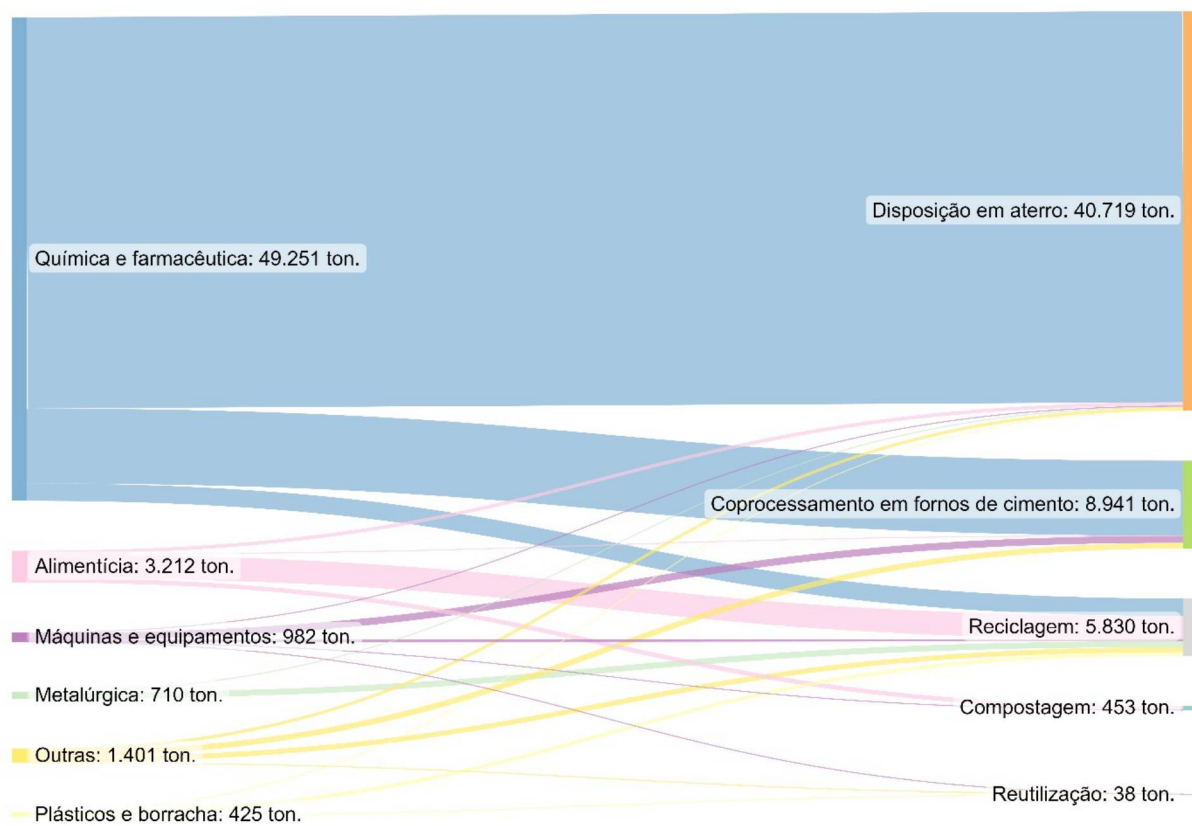 Disposição em aterro: 40.719 ton.
Química e farmacêutica: 49.251 ton.
Coprocessamento em fornos de cimento: 8.941 ton.
Alimentícia: 3.212 ton.
Reciclagem: 5.830 ton.
Máquinas e equipamentos: 982 ton.
Metalúrgica: 710 ton.
Compostagem: 453 ton.
Outras: 1.401 ton.
Reutilização: 38 ton.
Plásticos e borracha: 425 ton.